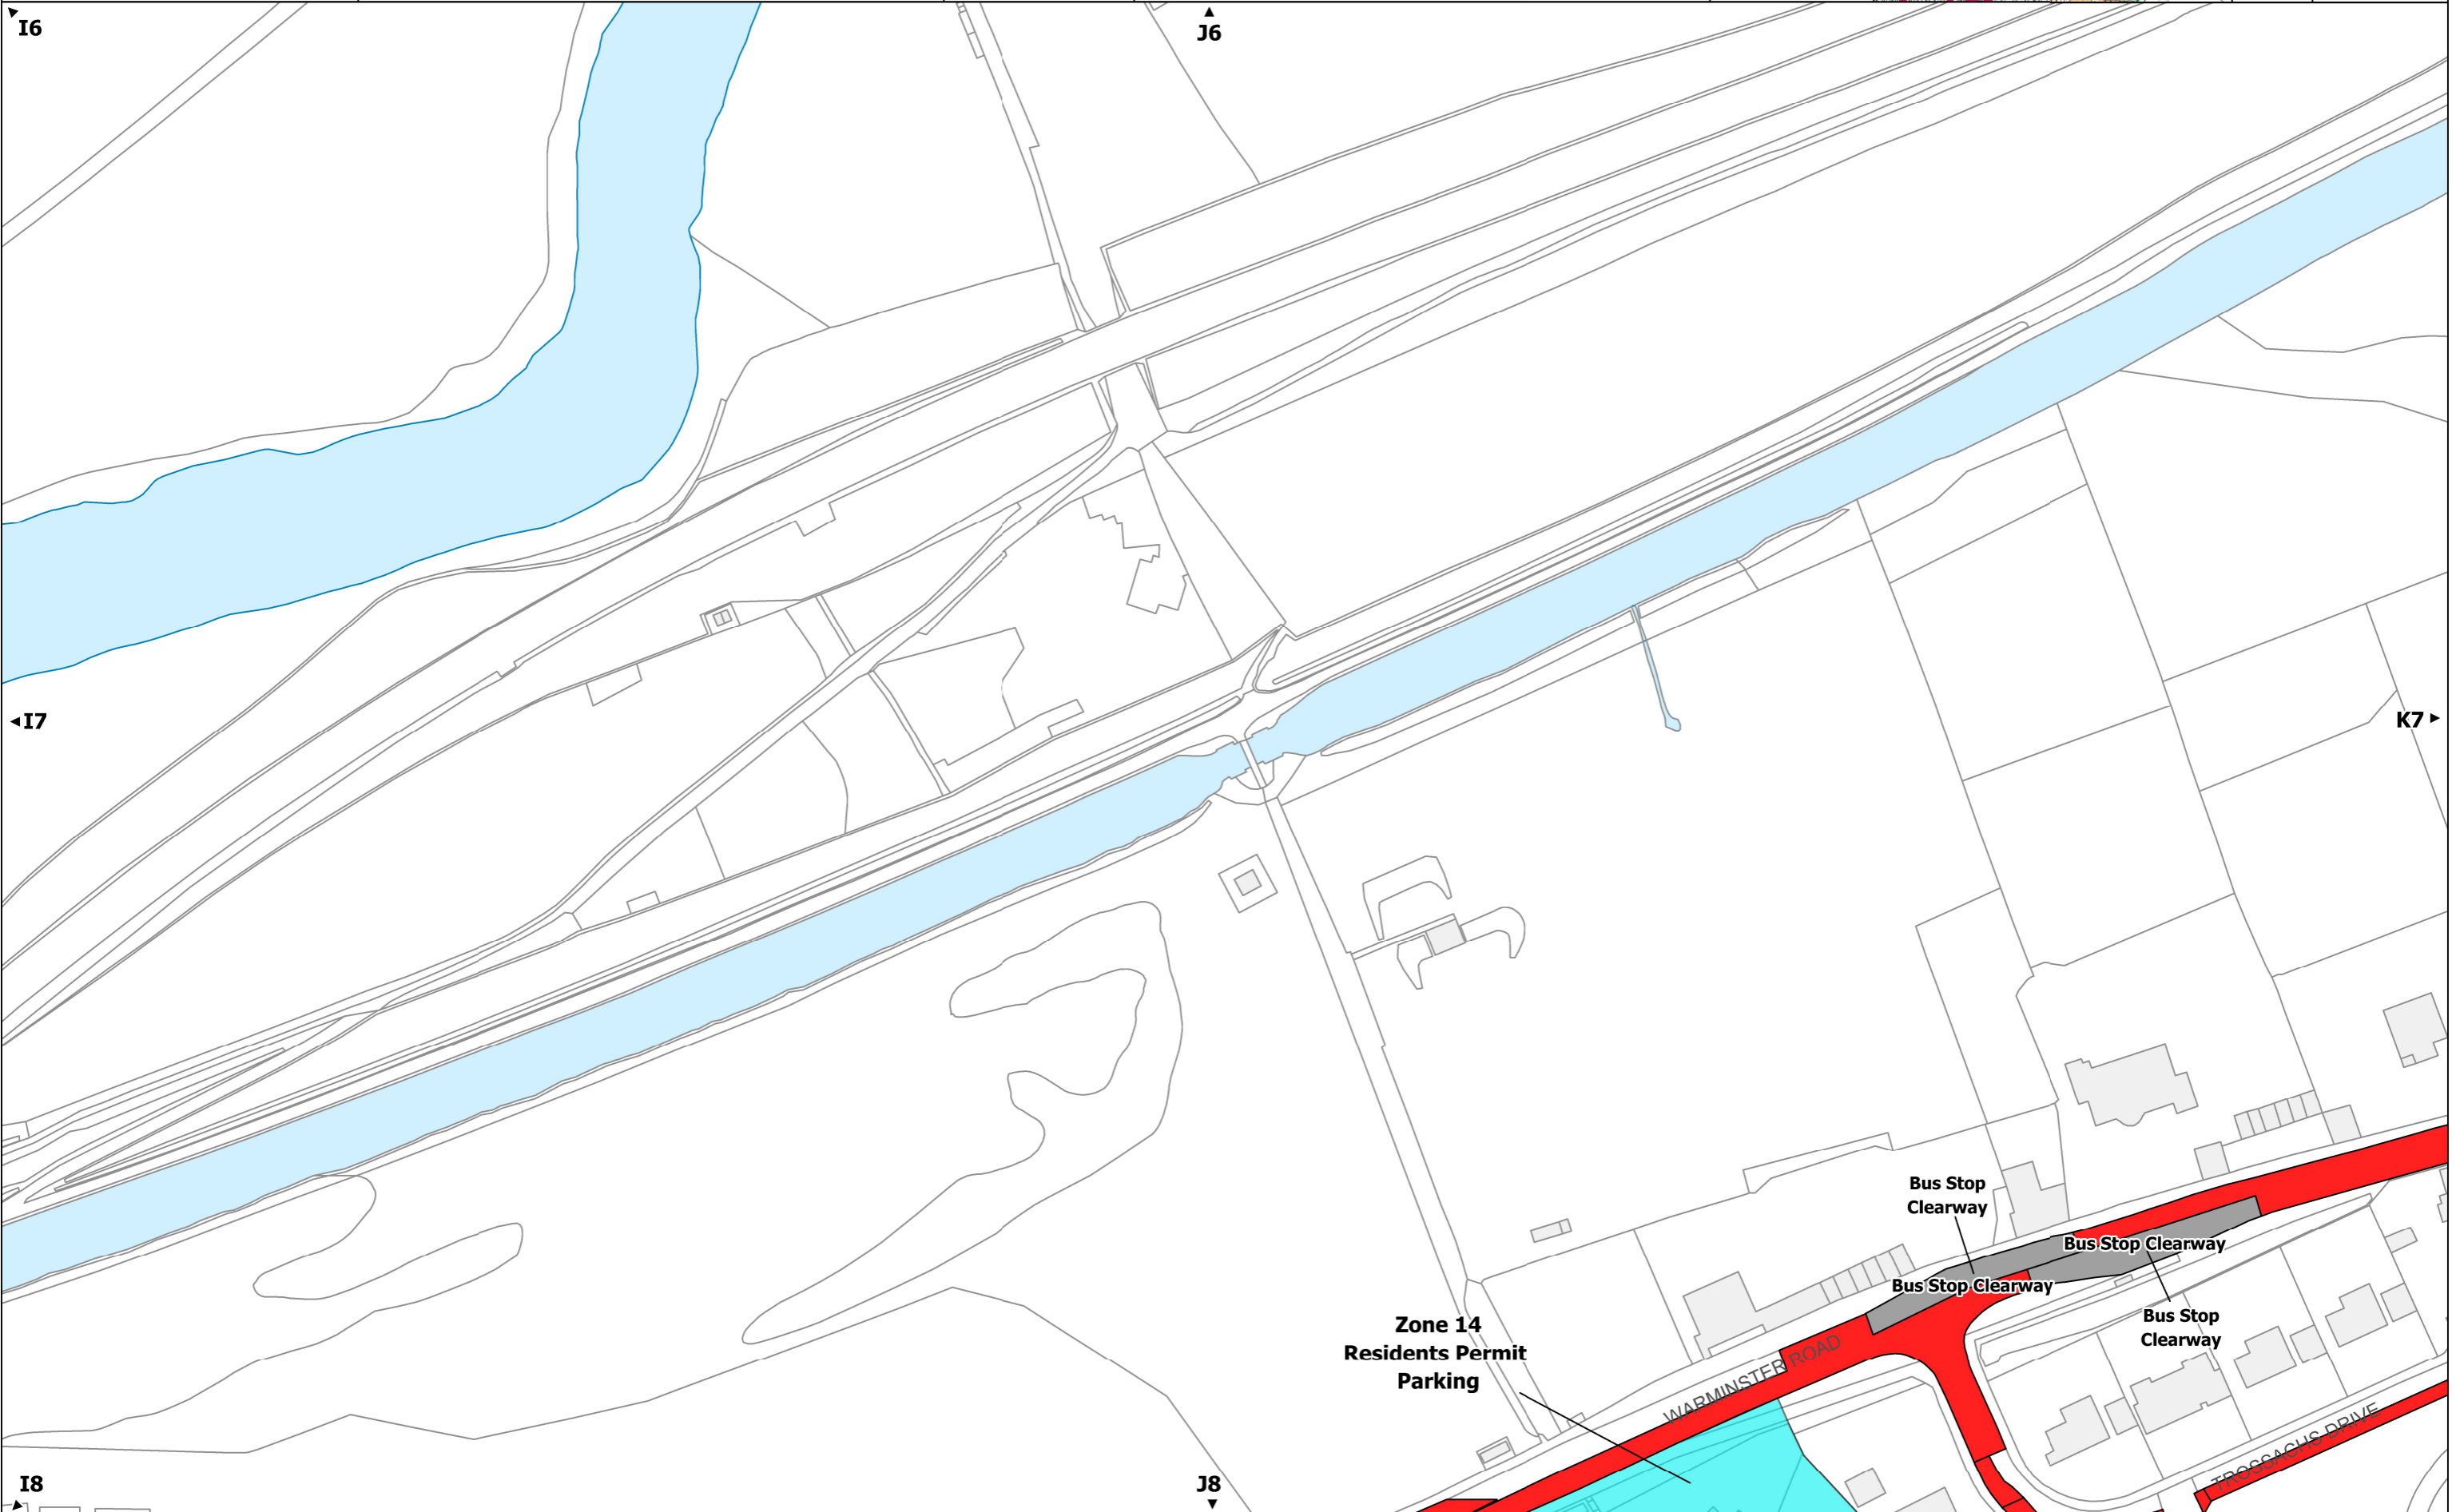 I6
J6
I7
K7
Bus Stop
Clearway
Bus Stop Clearway
Bus Stop Clearway
Bus Stop
Clearway
Zone 14
Residents Permit
Parking
WARMINSTER ROAD
TROSSACHS DRIVE
I8
J8